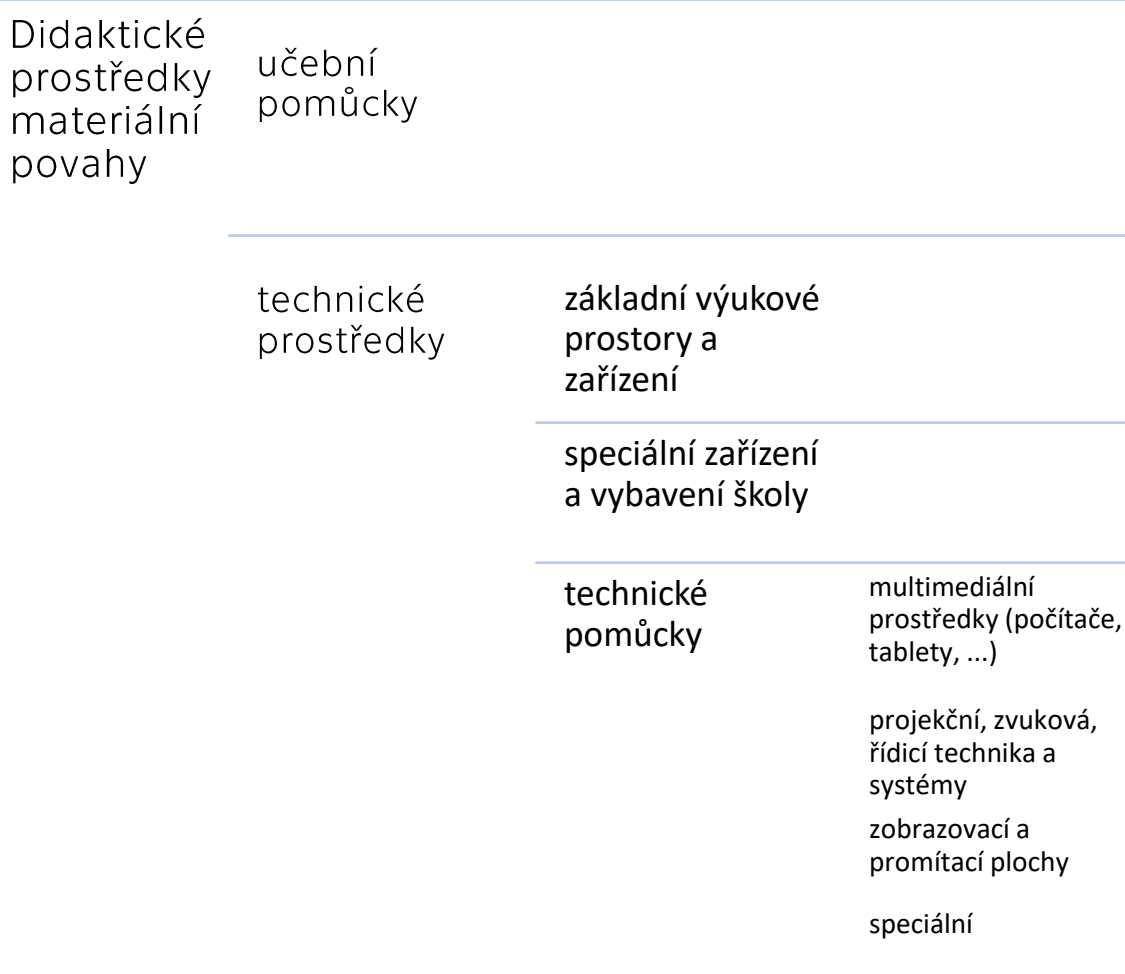 Didaktické
prostředky
materiální
povahy
učební
pomůcky
technické
prostředky
základní výukové
prostory a
zařízení
speciální zařízení
a vybavení školy
technické
pomůcky
multimediální
prostředky (počítače,
tablety, ...)
projekční, zvuková,
řídicí technika a
systémy
zobrazovací a
promítací plochy
speciální